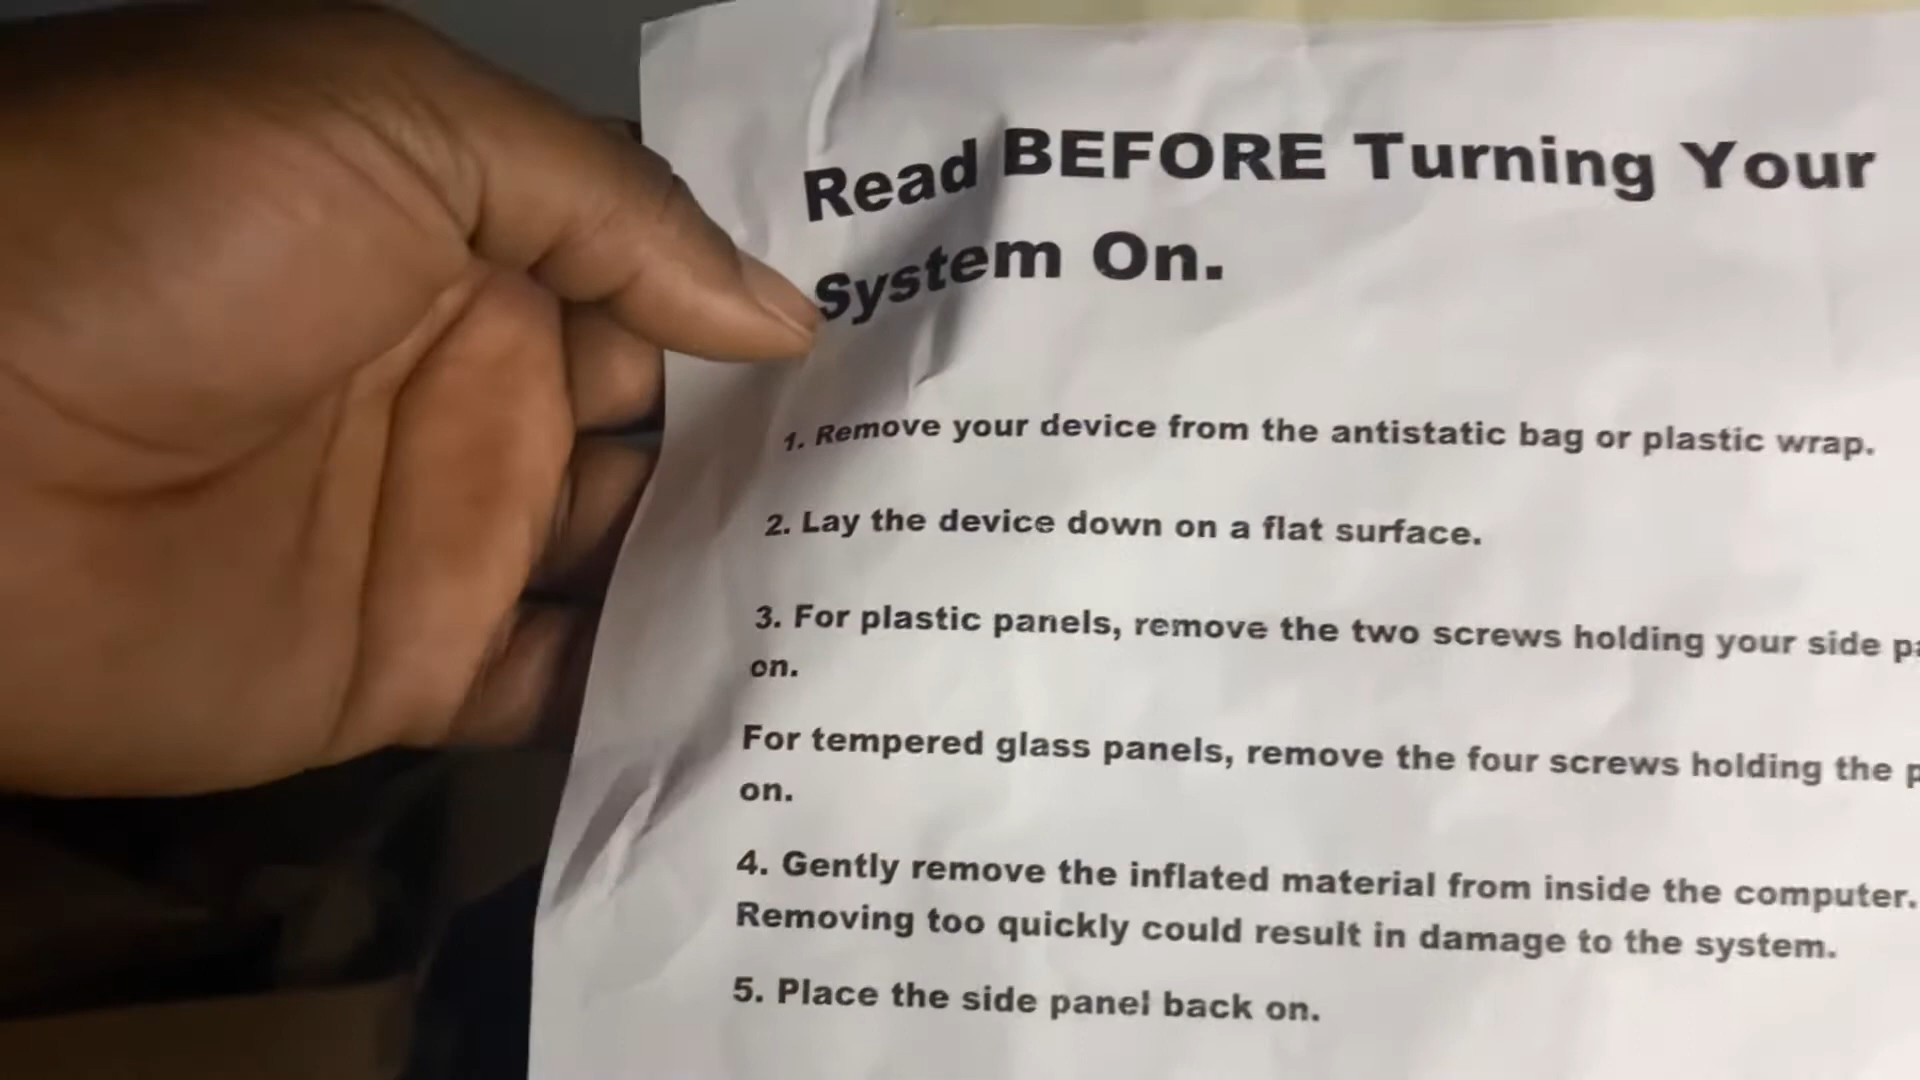 Read BEFORE Turning Your
System On.
1. Remove your device from the antistatic bag or plastic wrap.
2. Lay the device down on a flat surface.
3. For plastic panels, remove the two screws holding your side
on.
For tempered glass panels, remove the four screws holding the
on.
4. Gently remove the inflated material from inside the computer.
Removing too quickly could result in damage to the system.
5. Place the side panel back on.